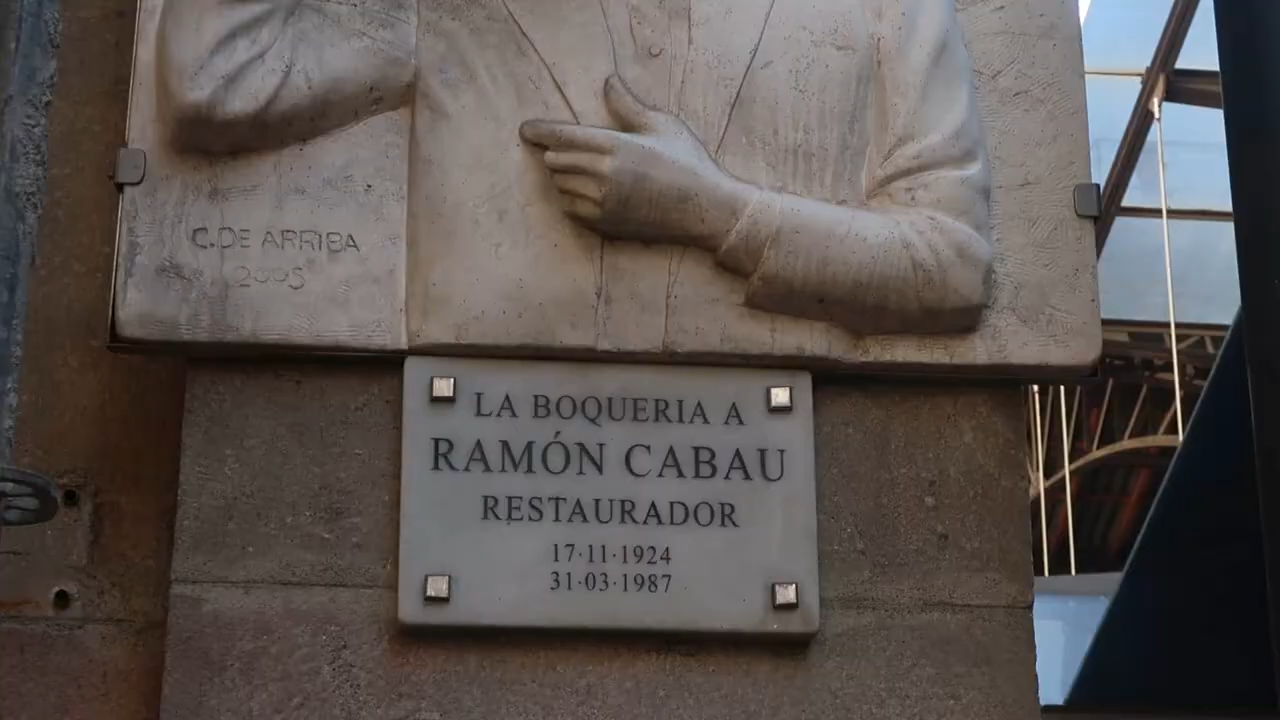 C. DE ARRIBA
2005
LA BOQUERIA A
RAMÓN CABAU
RESTAURADOR
17·11·1924
31·03·1987